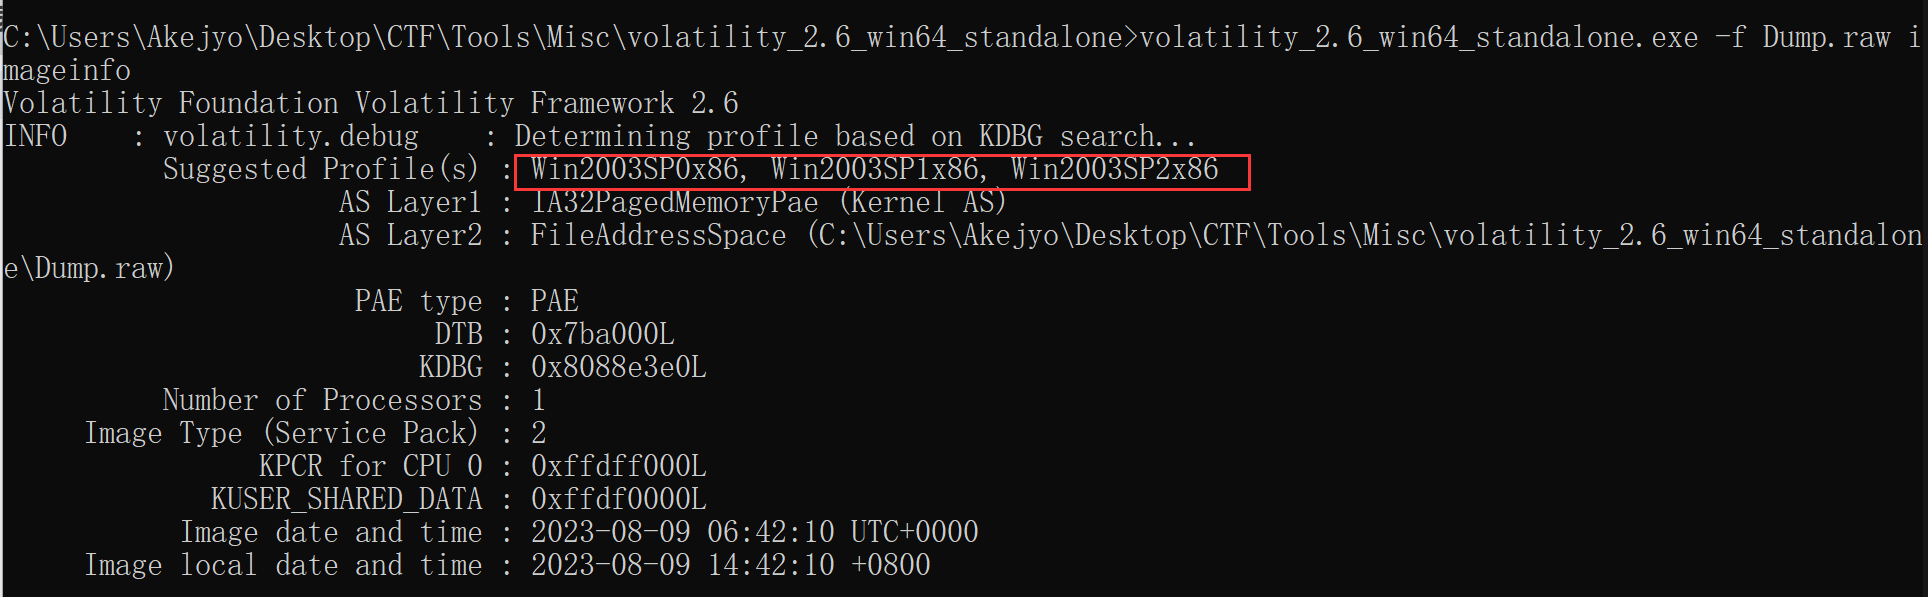 C:\Users\Akejyo\Desktop\CTF\Tools\Misc\volatility_2.6_win64_standalone>volatility_2.6_win64_standalone.exe -f Dump.raw i
mageinfo
Volatility Foundation Volatility Framework 2.6
INFO    : volatility.debug    : Determining profile based on KDBG search...
          Suggested Profile(s) : Win2003SP0x86, Win2003SP1x86, Win2003SP2x86
                     AS Layer1 : IA32PagedMemoryPae (Kernel AS)
                     AS Layer2 : FileAddressSpace (C:\Users\Akejyo\Desktop\CTF\Tools\Misc\volatility_2.6_win64_standalon
e\Dump.raw)
                      PAE type : PAE
                           DTB : 0x7ba000L
                          KDBG : 0x8088e3e0L
          Number of Processors : 1
     Image Type (Service Pack) : 2
                KPCR for CPU 0 : 0xffdff000L
             KUSER_SHARED_DATA : 0xffdf0000L
           Image date and time : 2023-08-09 06:42:10 UTC+0000
     Image local date and time : 2023-08-09 14:42:10 +0800